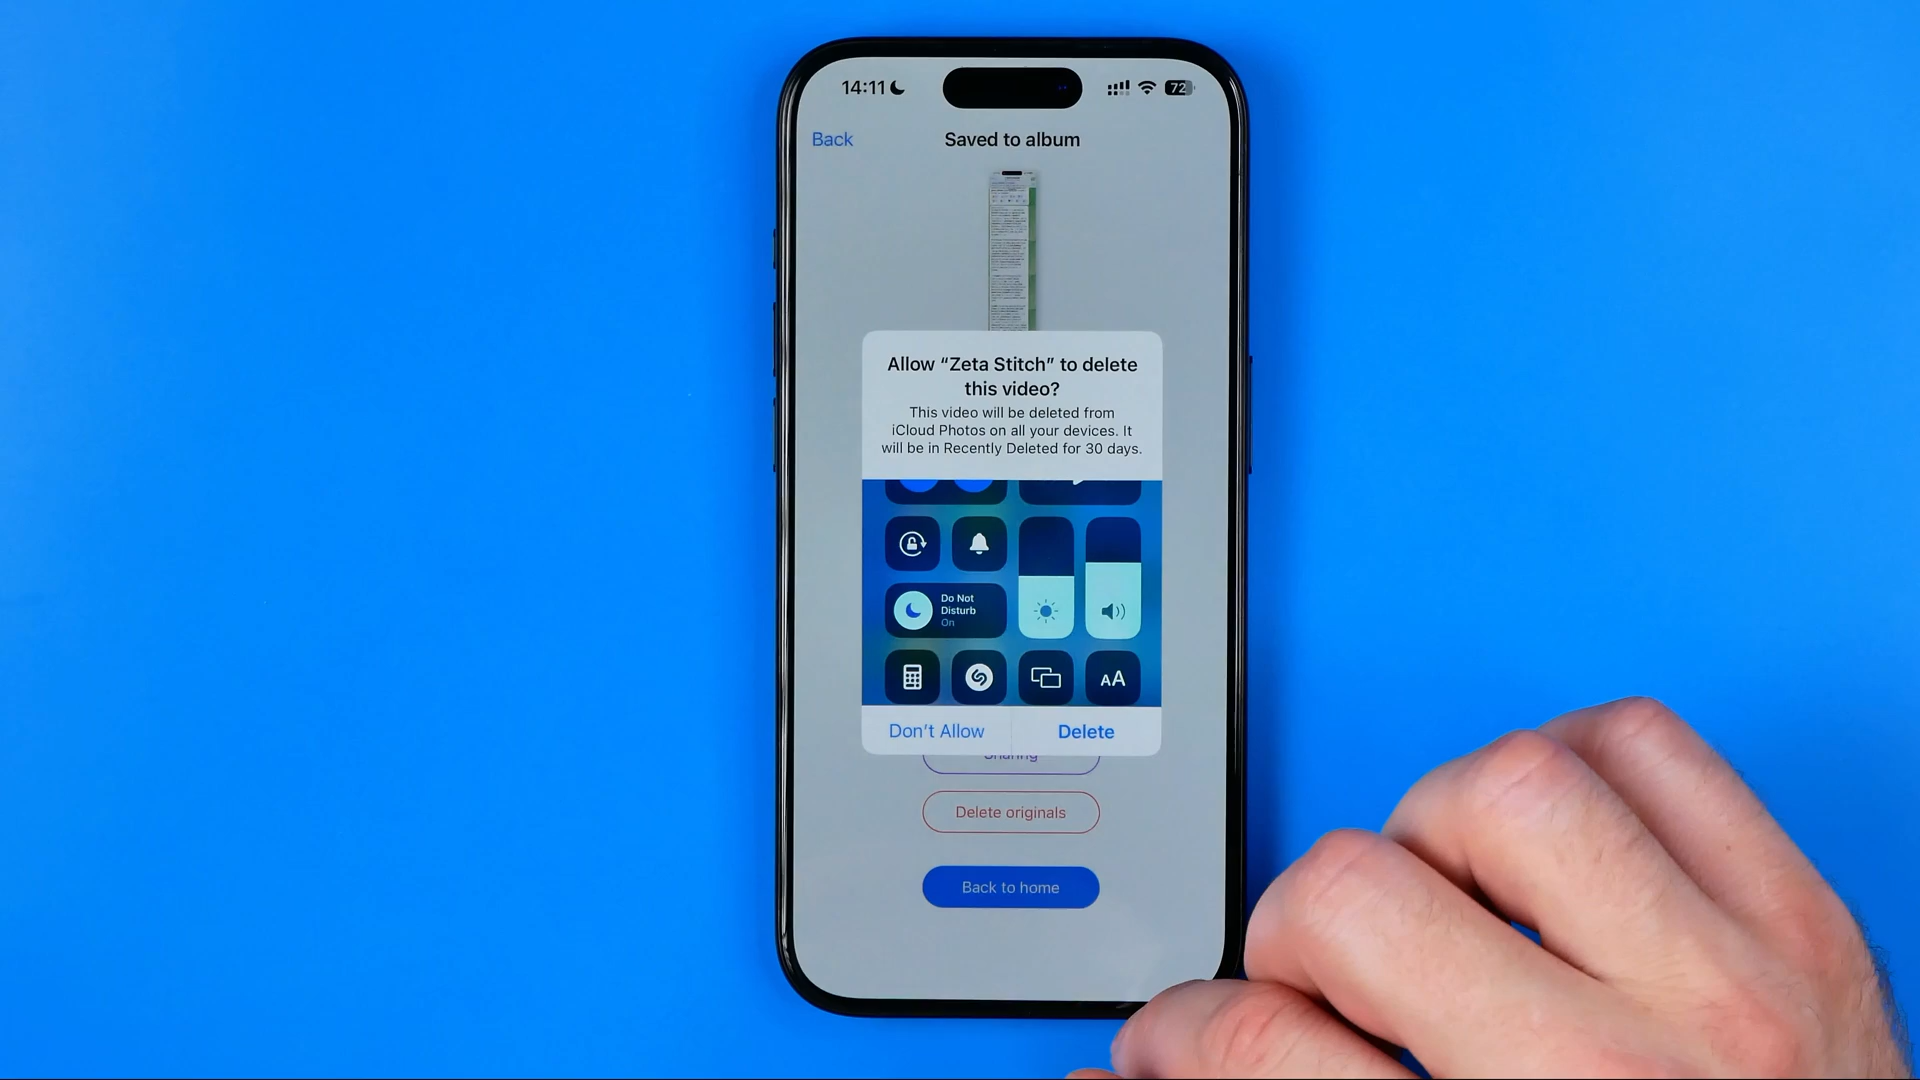 14:11
72
Back
Saved to album
Allow “Zeta Stitch” to delete
this video?
This video will be deleted from
iCloud Photos on all your devices. It
will be in Recently Deleted for 30 days.
Do Not
Disturb
On
AA
Don’t Allow
Delete
Sharing
Delete originals
Back to home